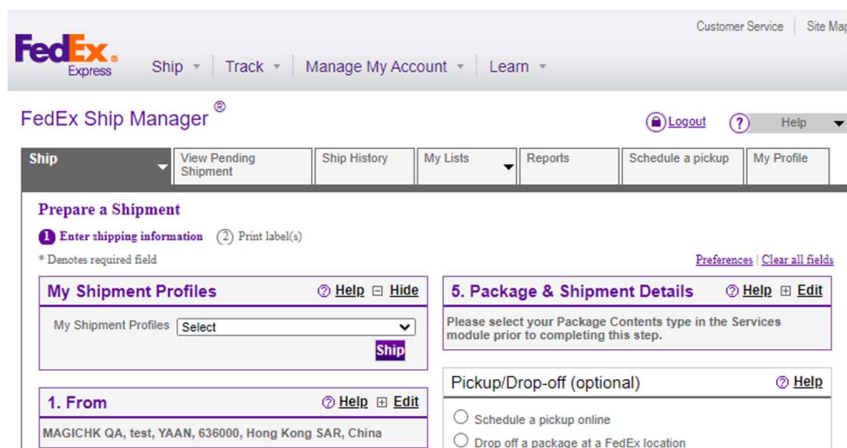 Customer Service Site Map
FedEx®
Express
Ship Track Manage My Account Learn
FedEx Ship Manager ®
Logout ? Help
Ship View Pending Shipment Ship History My Lists Reports Schedule a pickup My Profile
Prepare a Shipment
1 Enter shipping information 2 Print label(s)
* Denotes required field
Preferences | Clear all fields
My Shipment Profiles ? Help Hide
My Shipment Profiles Select
Ship
1. From ? Help Edit
MAGICHK QA, test, YAAN, 636000, Hong Kong SAR, China
5. Package & Shipment Details ? Help Edit
Please select your Package Contents type in the Services
module prior to completing this step.
Pickup/Drop-off (optional) ? Help
Schedule a pickup online
Drop off a package at a FedEx location